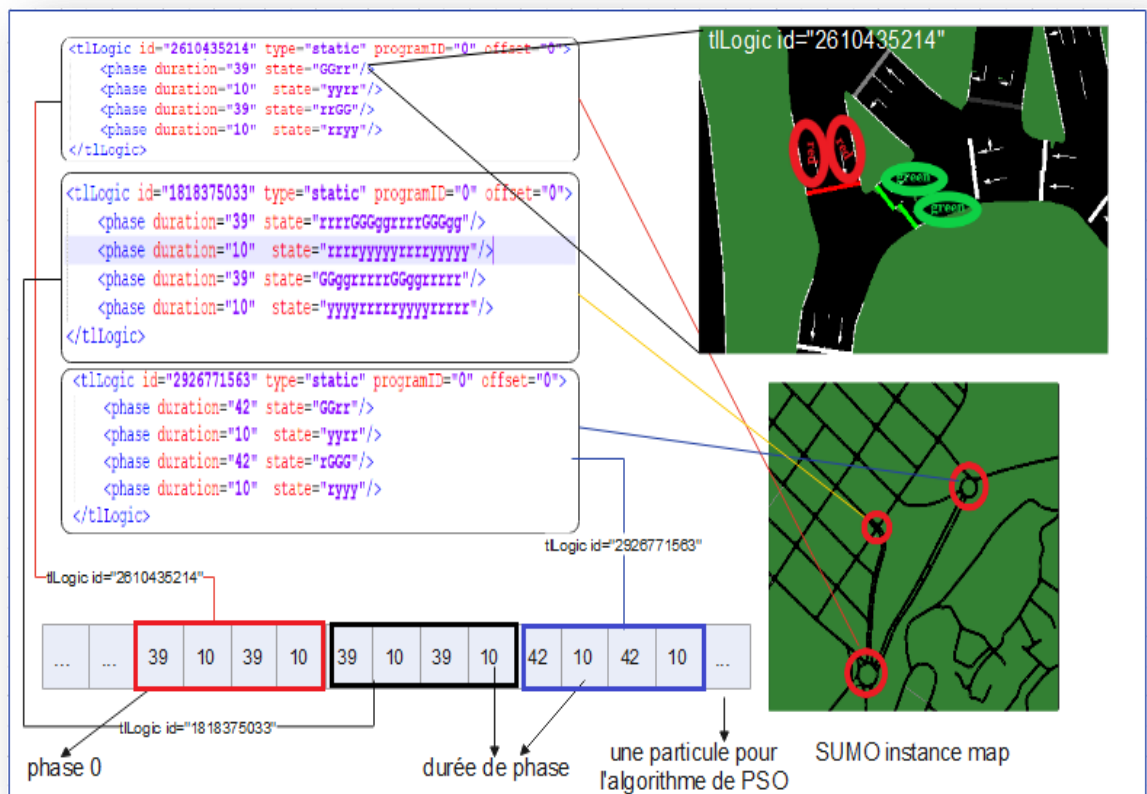 <tlLogic id="2610435214" type="static" programID="0" offset="0">
<phase duration="39" state="GGrr"/>
<phase duration="10" state="yyrr"/>
<phase duration="39" state="rrGG"/>
<phase duration="10" state="rryy"/>
</tlLogic>
<tlLogic id="1818375033" type="static" programID="0" offset="0">
<phase duration="39" state="rrrrGGGggrrrrGGGgg"/>
<phase duration="10" state="rrrryyyyyrrrryyyyy"/>
<phase duration="39" state="GGggrrrrrGGggrrrrr"/>
<phase duration="10" state="yyyyrrrrryyyyrrrrr"/>
</tlLogic>
<tlLogic id="2926771563" type="static" programID="0" offset="0">
<phase duration="42" state="GGrr"/>
<phase duration="10" state="yyrr"/>
<phase duration="42" state="rGGG"/>
<phase duration="10" state="ryyy"/>
</tlLogic>
tlLogic id="2610435214"
red
red
green
green
tlLogic id="2926771563"
tlLogic id="2610435214"
... ... 39 10 39 10 39 10 39 10 42 10 42 10 ...
tlLogic id="1818375033"
phase 0
durée de phase
une particule pour
l'algorithme de PSO
SUMO instance map